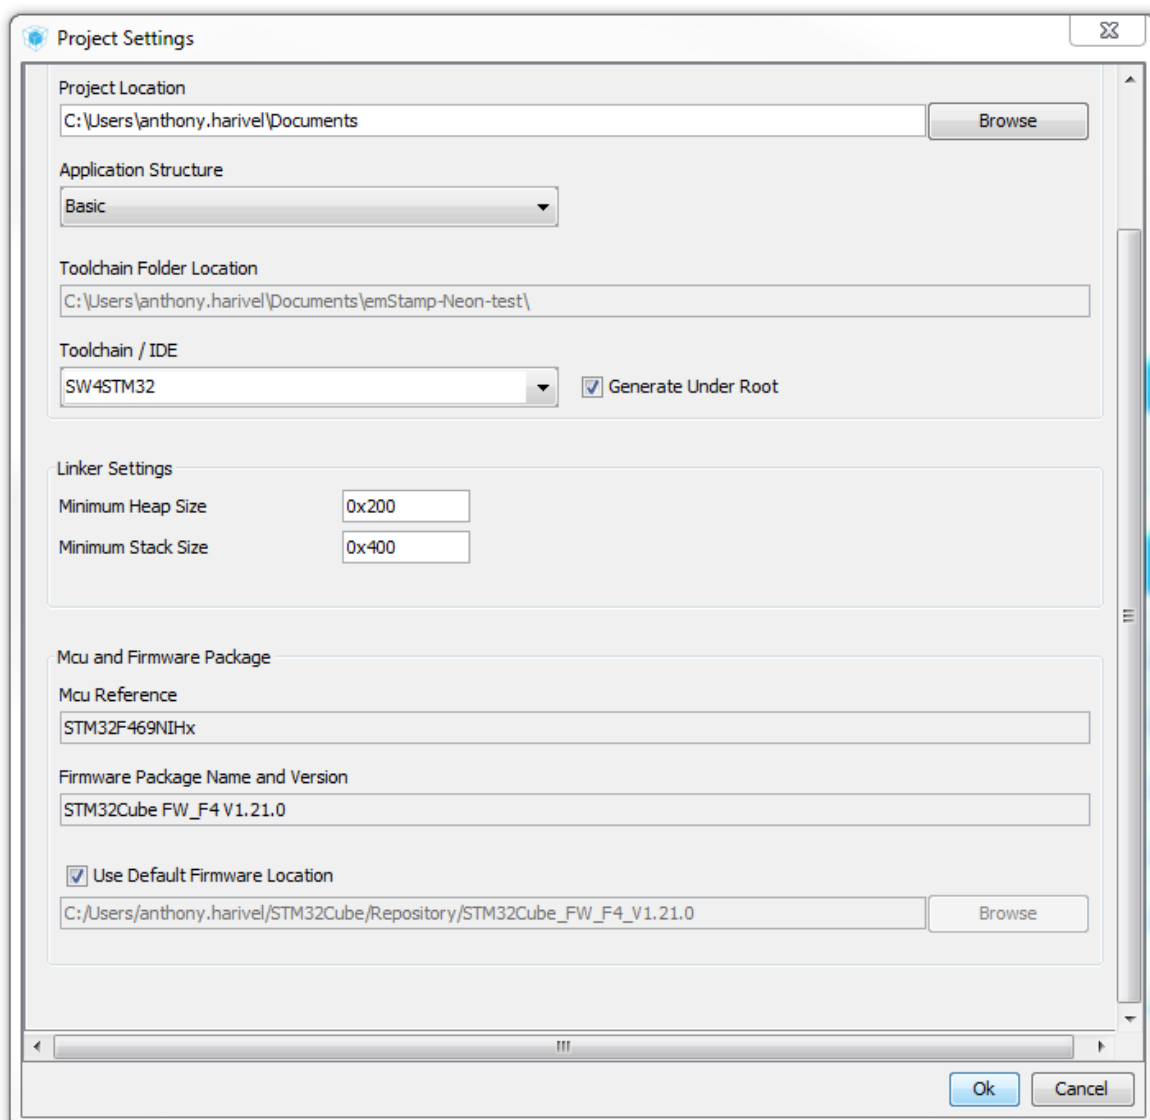 Project Settings
Project Location
C:\Users\anthony.harivel\Documents
Browse
Application Structure
Basic
Toolchain Folder Location
C:\Users\anthony.harivel\Documents\emStamp-Neon-test\
Toolchain / IDE
SW4STM32
Generate Under Root
Linker Settings
Minimum Heap Size
0x200
Minimum Stack Size
0x400
Mcu and Firmware Package
Mcu Reference
STM32F469NIHx
Firmware Package Name and Version
STM32Cube FW_F4 V1.21.0
Use Default Firmware Location
C:/Users/anthony.harivel/STM32Cube/Repository/STM32Cube_FW_F4_V1.21.0
Browse
Ok
Cancel